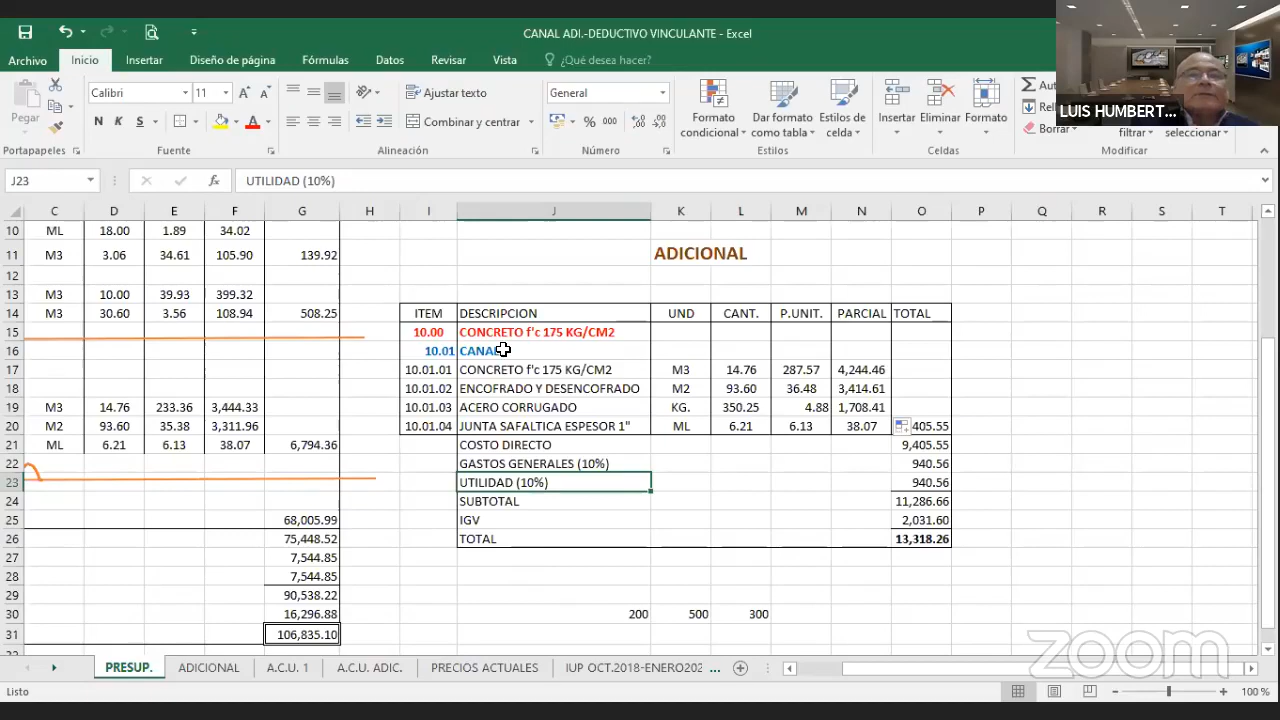 CANAL ADI.-DEDUCTIVO VINCULANTE - Excel
Archivo Inicio Insertar Diseño de página Fórmulas Datos Revisar Vista ¿Qué desea hacer?
LUIS HUMBERT...
Pegar
Calibri 11
N K S
Ajustar texto
Combinar y centrar
General
% 000
Formato condicional
Dar formato como tabla
Estilos de celda
Insertar Eliminar Formato
Borrar
filtrar
seleccionar
Portapapeles Fuente Alineación Número Estilos Celdas Modificar
J23 fx UTILIDAD (10%)
C D E F G H I J K L M N O P Q R S T
10 ML 18.00 1.89 34.02
11 M3 3.06 34.61 105.90 139.92 ADICIONAL
12
13 M3 10.00 39.93 399.32
14 M3 30.60 3.56 108.94 508.25 ITEM DESCRIPCION UND CANT. P.UNIT. PARCIAL TOTAL
15 10.00 CONCRETO f'c 175 KG/CM2
16 10.01 CANAL
17 10.01.01 CONCRETO f'c 175 KG/CM2 M3 14.76 287.57 4,244.46
18 10.01.02 ENCOFRADO Y DESENCOFRADO M2 93.60 36.48 3,414.61
19 M3 14.76 233.36 3,444.33 10.01.03 ACERO CORRUGADO KG. 350.25 4.88 1,708.41
20 M2 93.60 35.38 3,311.96 10.01.04 JUNTA SAFALTICA ESPESOR 1" ML 6.21 6.13 38.07 405.55
21 ML 6.21 6.13 38.07 6,794.36 COSTO DIRECTO 9,405.55
22 GASTOS GENERALES (10%) 940.56
23 UTILIDAD (10%) 940.56
24 SUBTOTAL 11,286.66
25 68,005.99 IGV 2,031.60
26 75,448.52 TOTAL 13,318.26
27 7,544.85
28 7,544.85
29 90,538.22
30 16,296.88 200 500 300
31 106,835.10
zoom
PRESUP. ADICIONAL A.C.U. 1 A.C.U. ADIC. PRECIOS ACTUALES IUP OCT.2018-ENERO202 ...
Listo 100 %